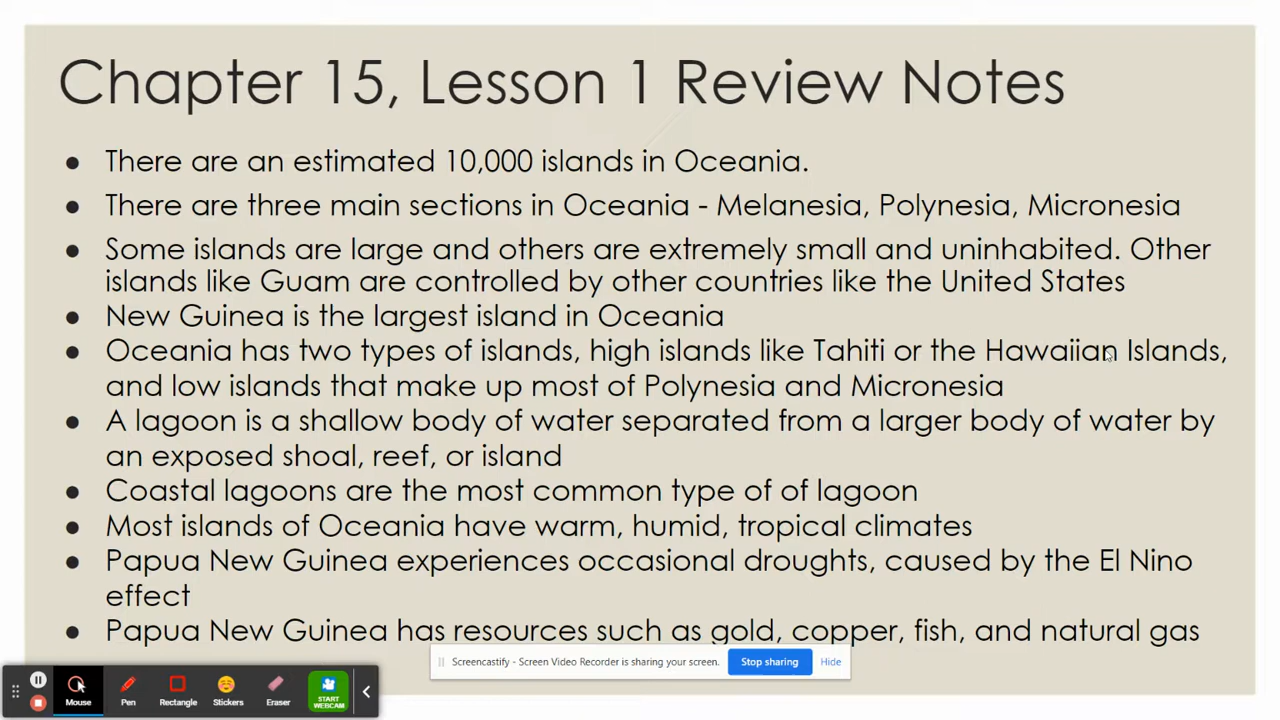 Chapter 15, Lesson 1 Review Notes
● There are an estimated 10,000 islands in Oceania.
● There are three main sections in Oceania - Melanesia, Polynesia, Micronesia
● Some islands are large and others are extremely small and uninhabited. Other
islands like Guam are controlled by other countries like the United States
● New Guinea is the largest island in Oceania
● Oceania has two types of islands, high islands like Tahiti or the Hawaiian Islands,
and low islands that make up most of Polynesia and Micronesia
● A lagoon is a shallow body of water separated from a larger body of water by
an exposed shoal, reef, or island
● Coastal lagoons are the most common type of of lagoon
● Most islands of Oceania have warm, humid, tropical climates
● Papua New Guinea experiences occasional droughts, caused by the El Nino
effect
● Papua New Guinea has resources such as gold, copper, fish, and natural gas
Screencastify - Screen Video Recorder is sharing your screen. Stop sharing Hide
Mouse Pen Rectangle Stickers Eraser START WEBCAM